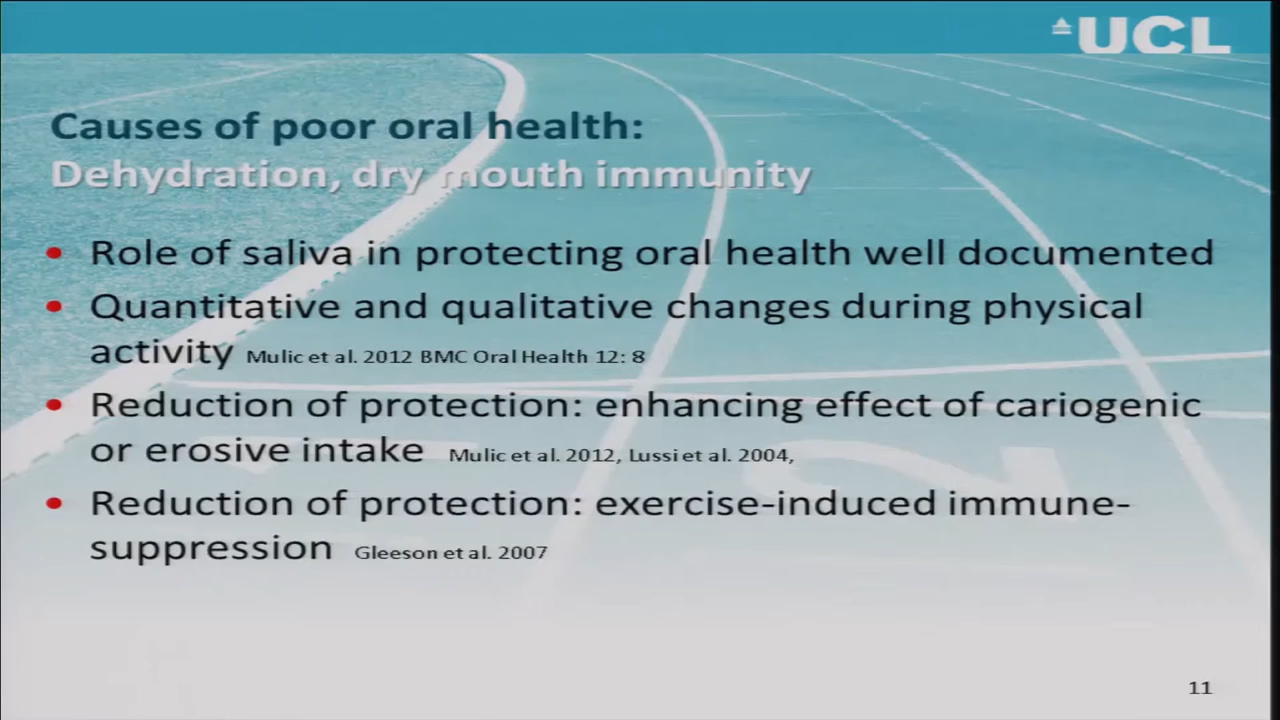 UCL
Causes of poor oral health:
Dehydration, dry mouth immunity
• Role of saliva in protecting oral health well documented
• Quantitative and qualitative changes during physical
activity Mulic et al. 2012 BMC Oral Health 12: 8
• Reduction of protection: enhancing effect of cariogenic
or erosive intake Mulic et al. 2012, Lussi et al. 2004,
• Reduction of protection: exercise-induced immune-
suppression Gleeson et al. 2007
11